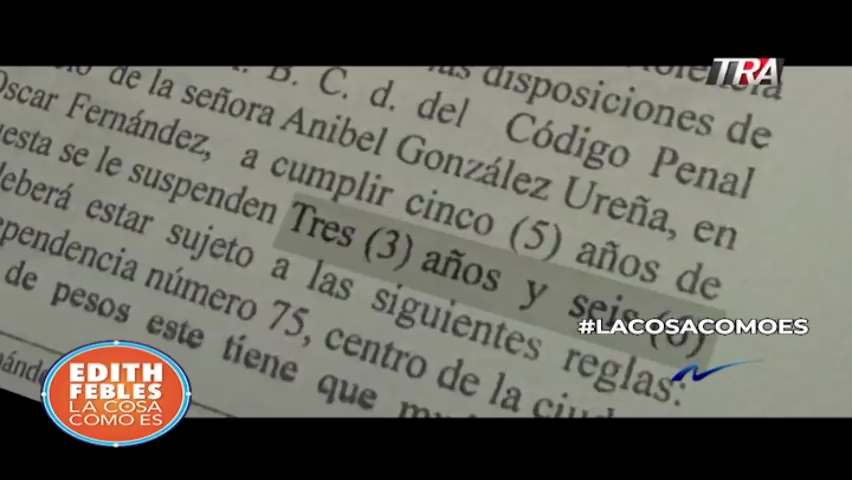 TRA
B. C. d. del Código Penal
las disposiciones de
de la señora Anibel González Ureña, en
Oscar Fernández, a cumplir cinco (5) años de
se le suspenden Tres (3) años y seis (6)
deberá estar sujeto a las siguientes reglas:
número 75, centro de la
de pesos este tiene que
#LACOSACOMOES
EDITH
FEBLES
LA COSA
COMO ES